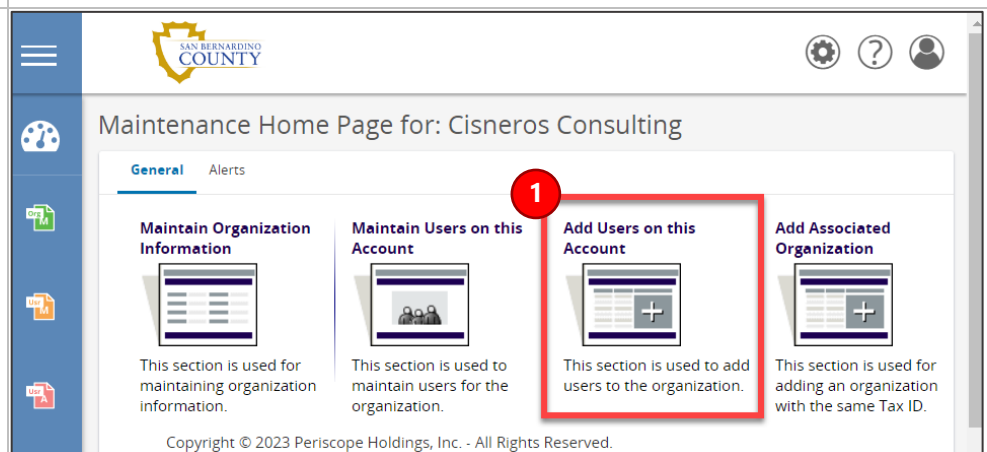 SAN BERNARDINO
COUNTY
?
Maintenance Home Page for: Cisneros Consulting
General Alerts
1
Maintain Organization
Information
This section is used for
maintaining organization
information.
Maintain Users on this
Account
This section is used to
maintain users for the
organization.
Add Users on this
Account
This section is used to add
users to the organization.
Add Associated
Organization
This section is used for
adding an organization
with the same Tax ID.
Org
M
Usr
M
Usr
A
Copyright © 2023 Periscope Holdings, Inc. - All Rights Reserved.